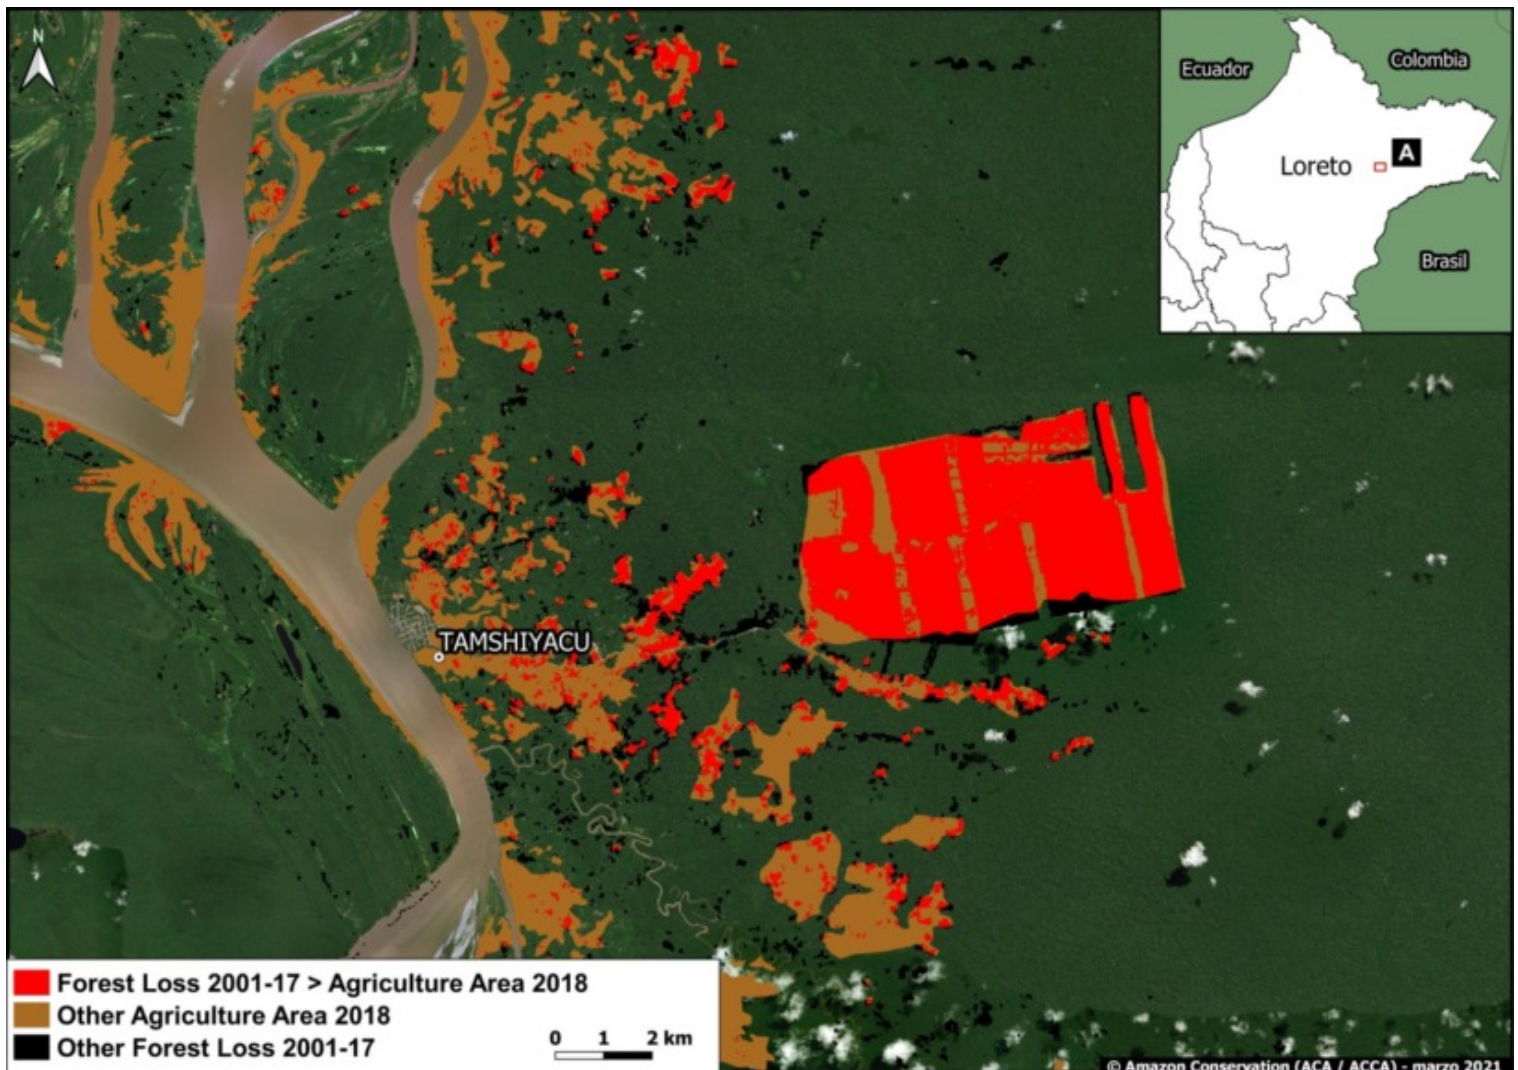 N
Ecuador
Colombia
Loreto
A
Brasil
TAMSHIYACU
Forest Loss 2001-17 > Agriculture Area 2018
Other Agriculture Area 2018
Other Forest Loss 2001-17
0 1 2 km
© Amazon Conservation (ACA / ACCA) - marzo 2021